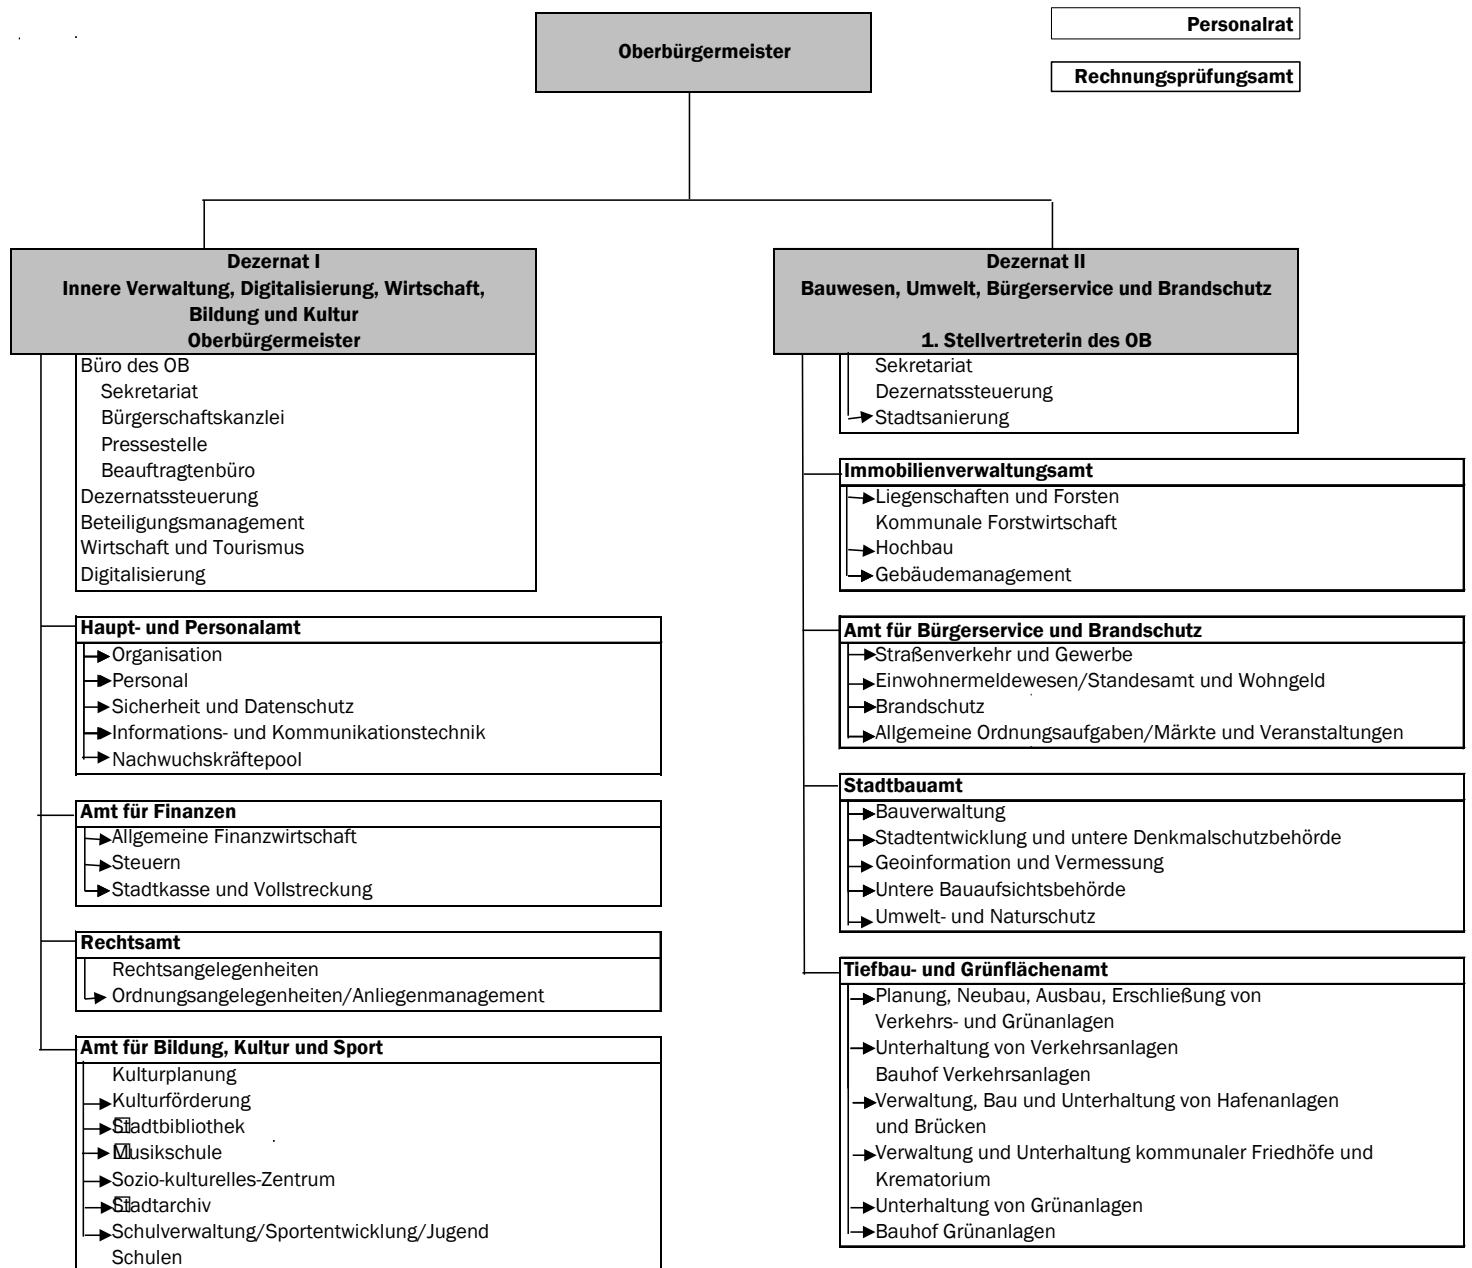 Oberbürgermeister
Personalrat
Rechnungsprüfungsamt
Dezernat I
Innere Verwaltung, Digitalisierung, Wirtschaft,
Bildung und Kultur
Oberbürgermeister
Büro des OB
Sekretariat
Bürgerschaftskanzlei
Pressestelle
Beauftragtenbüro
Dezernatssteuerung
Beteiligungsmanagement
Wirtschaft und Tourismus
Digitalisierung
Haupt- und Personalamt
Organisation
Personal
Sicherheit und Datenschutz
Informations- und Kommunikationstechnik
Nachwuchskräftepool
Amt für Finanzen
Allgemeine Finanzwirtschaft
Steuern
Stadtkasse und Vollstreckung
Rechtsamt
Rechtsangelegenheiten
Ordnungsangelegenheiten/Anliegenmanagement
Amt für Bildung, Kultur und Sport
Kulturplanung
Kulturförderung
Stadtbibliothek
Musikschule
Sozio-kulturelles-Zentrum
Stadtarchiv
Schulverwaltung/Sportentwicklung/Jugend
Schulen
Dezernat II
Bauwesen, Umwelt, Bürgerservice und Brandschutz
1. Stellvertreterin des OB
Sekretariat
Dezernatssteuerung
Stadtsanierung
Immobilienverwaltungsamt
Liegenschaften und Forsten
Kommunale Forstwirtschaft
Hochbau
Gebäudemanagement
Amt für Bürgerservice und Brandschutz
Straßenverkehr und Gewerbe
Einwohnermeldewesen/Standesamt und Wohngeld
Brandschutz
Allgemeine Ordnungsaufgaben/Märkte und Veranstaltungen
Stadtbauamt
Bauverwaltung
Stadtentwicklung und untere Denkmalschutzbehörde
Geoinformation und Vermessung
Untere Bauaufsichtsbehörde
Umwelt- und Naturschutz
Tiefbau- und Grünflächenamt
Planung, Neubau, Ausbau, Erschließung von
Verkehrs- und Grünanlagen
Unterhaltung von Verkehrsanlagen
Bauhof Verkehrsanlagen
Verwaltung, Bau und Unterhaltung von Hafenanlagen
und Brücken
Verwaltung und Unterhaltung kommunaler Friedhöfe und
Krematorium
Unterhaltung von Grünanlagen
Bauhof Grünanlagen